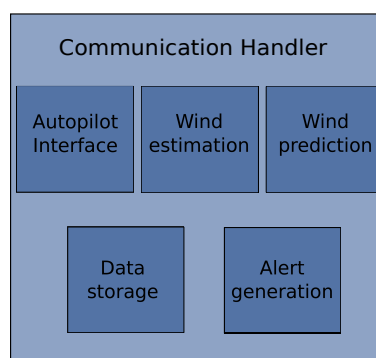 Communication Handler
Autopilot
Interface
Wind
estimation
Wind
prediction
Data
storage
Alert
generation